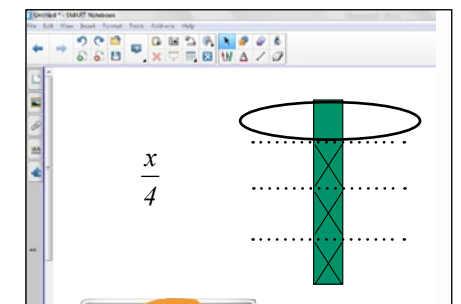 Untitled * - SMART Notebook
File Edit View Insert Format Tools Add-ons Help
x
4